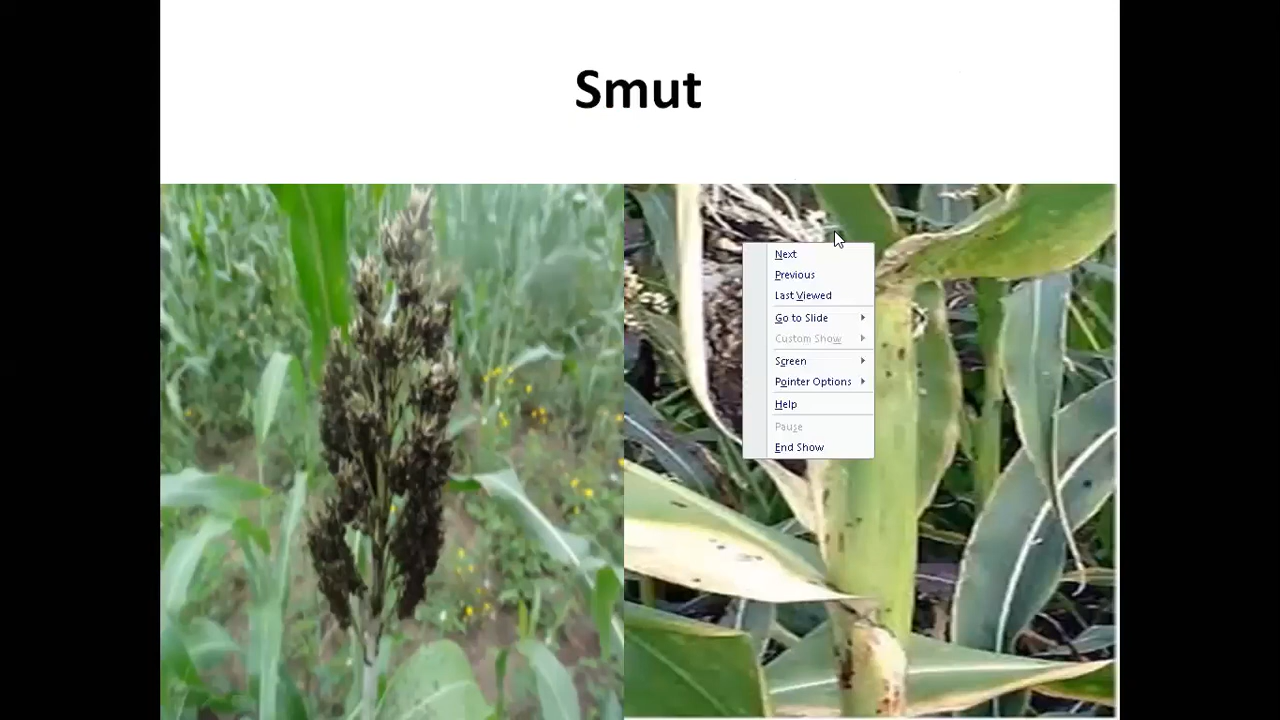 Smut
Next
Previous
Last Viewed
Go to Slide
Custom Show
Screen
Pointer Options
Help
Pause
End Show